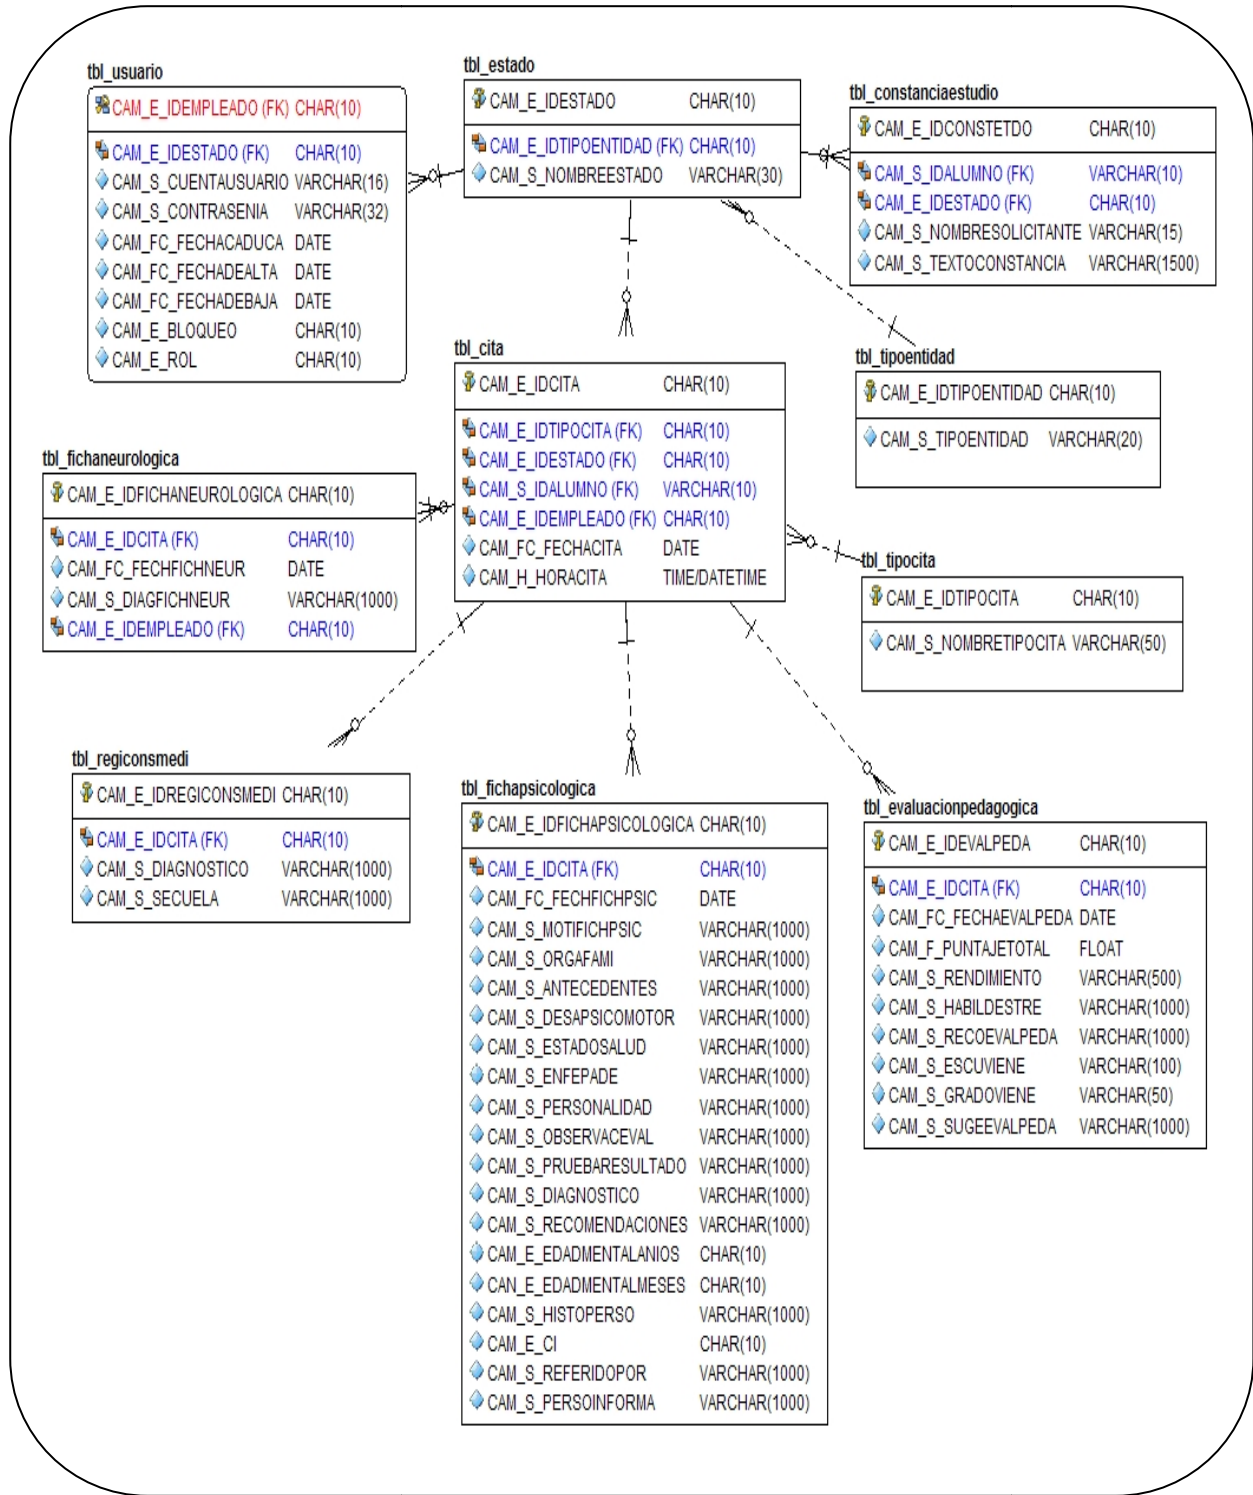 tbl_usuario
CAM_E_IDEMPLEADO (FK) CHAR(10)
CAM_E_IDESTADO (FK) CHAR(10)
CAM_S_CUENTAUSUARIO VARCHAR(16)
CAM_S_CONTRASENIA VARCHAR(32)
CAM_FC_FECHACADUCA DATE
CAM_FC_FECHADEALTA DATE
CAM_FC_FECHADEBAJA DATE
CAM_E_BLOQUEO CHAR(10)
CAM_E_ROL CHAR(10)
tbl_estado
CAM_E_IDESTADO CHAR(10)
CAM_E_IDTIPOENTIDAD (FK) CHAR(10)
CAM_S_NOMBREESTADO VARCHAR(30)
tbl_constanciaestudio
CAM_E_IDCONSTETDO CHAR(10)
CAM_S_IDALUMNO (FK) VARCHAR(10)
CAM_E_IDESTADO (FK) CHAR(10)
CAM_S_NOMBRESOLICITANTE VARCHAR(15)
CAM_S_TEXTOCONSTANCIA VARCHAR(1500)
tbl_cita
CAM_E_IDCITA CHAR(10)
CAM_E_IDTIPOCITA (FK) CHAR(10)
CAM_E_IDESTADO (FK) CHAR(10)
CAM_S_IDALUMNO (FK) VARCHAR(10)
CAM_E_IDEMPLEADO (FK) CHAR(10)
CAM_FC_FECHACITA DATE
CAM_H_HORACITA TIME/DATETIME
tbl_tipoentidad
CAM_E_IDTIPOENTIDAD CHAR(10)
CAM_S_TIPOENTIDAD VARCHAR(20)
tbl_fichaneurologica
CAM_E_IDFICHANEUROLOGICA CHAR(10)
CAM_E_IDCITA (FK) CHAR(10)
CAM_FC_FECHFICHNEUR DATE
CAM_S_DIAGFICHNEUR VARCHAR(1000)
CAM_E_IDEMPLEADO (FK) CHAR(10)
tbl_tipocita
CAM_E_IDTIPOCITA CHAR(10)
CAM_S_NOMBRETIPOCITA VARCHAR(50)
tbl_regiconsmedi
CAM_E_IDREGICONSMEDI CHAR(10)
CAM_E_IDCITA (FK) CHAR(10)
CAM_S_DIAGNOSTICO VARCHAR(1000)
CAM_S_SECUELA VARCHAR(1000)
tbl_fichapsicologica
CAM_E_IDFICHAPSICOLOGICA CHAR(10)
CAM_E_IDCITA (FK) CHAR(10)
CAM_FC_FECHFICHPSIC DATE
CAM_S_MOTIFICHPSIC VARCHAR(1000)
CAM_S_ORGAFAMI VARCHAR(1000)
CAM_S_ANTECEDENTES VARCHAR(1000)
CAM_S_DESAPSICOMOTOR VARCHAR(1000)
CAM_S_ESTADOSALUD VARCHAR(1000)
CAM_S_ENFEPADE VARCHAR(1000)
CAM_S_PERSONALIDAD VARCHAR(1000)
CAM_S_OBSERVACEVAL VARCHAR(1000)
CAM_S_PRUEBARESULTADO VARCHAR(1000)
CAM_S_DIAGNOSTICO VARCHAR(1000)
CAM_S_RECOMENDACIONES VARCHAR(1000)
CAM_E_EDADMENTALANIOS CHAR(10)
CAN_E_EDADMENTALMESES CHAR(10)
CAM_S_HISTOPERSO VARCHAR(1000)
CAM_E_CI CHAR(10)
CAM_S_REFERIDOPOR VARCHAR(1000)
CAM_S_PERSOINFORMA VARCHAR(1000)
tbl_evaluacionpedagogica
CAM_E_IDEVALPEDA CHAR(10)
CAM_E_IDCITA (FK) CHAR(10)
CAM_FC_FECHAEVALPEDA DATE
CAM_F_PUNTAJETOTAL FLOAT
CAM_S_RENDIMIENTO VARCHAR(500)
CAM_S_HABILDESTRE VARCHAR(1000)
CAM_S_RECOEVALPEDA VARCHAR(1000)
CAM_S_ESCUVIENE VARCHAR(100)
CAM_S_GRADOVIENE VARCHAR(50)
CAM_S_SUGEEVALPEDA VARCHAR(1000)